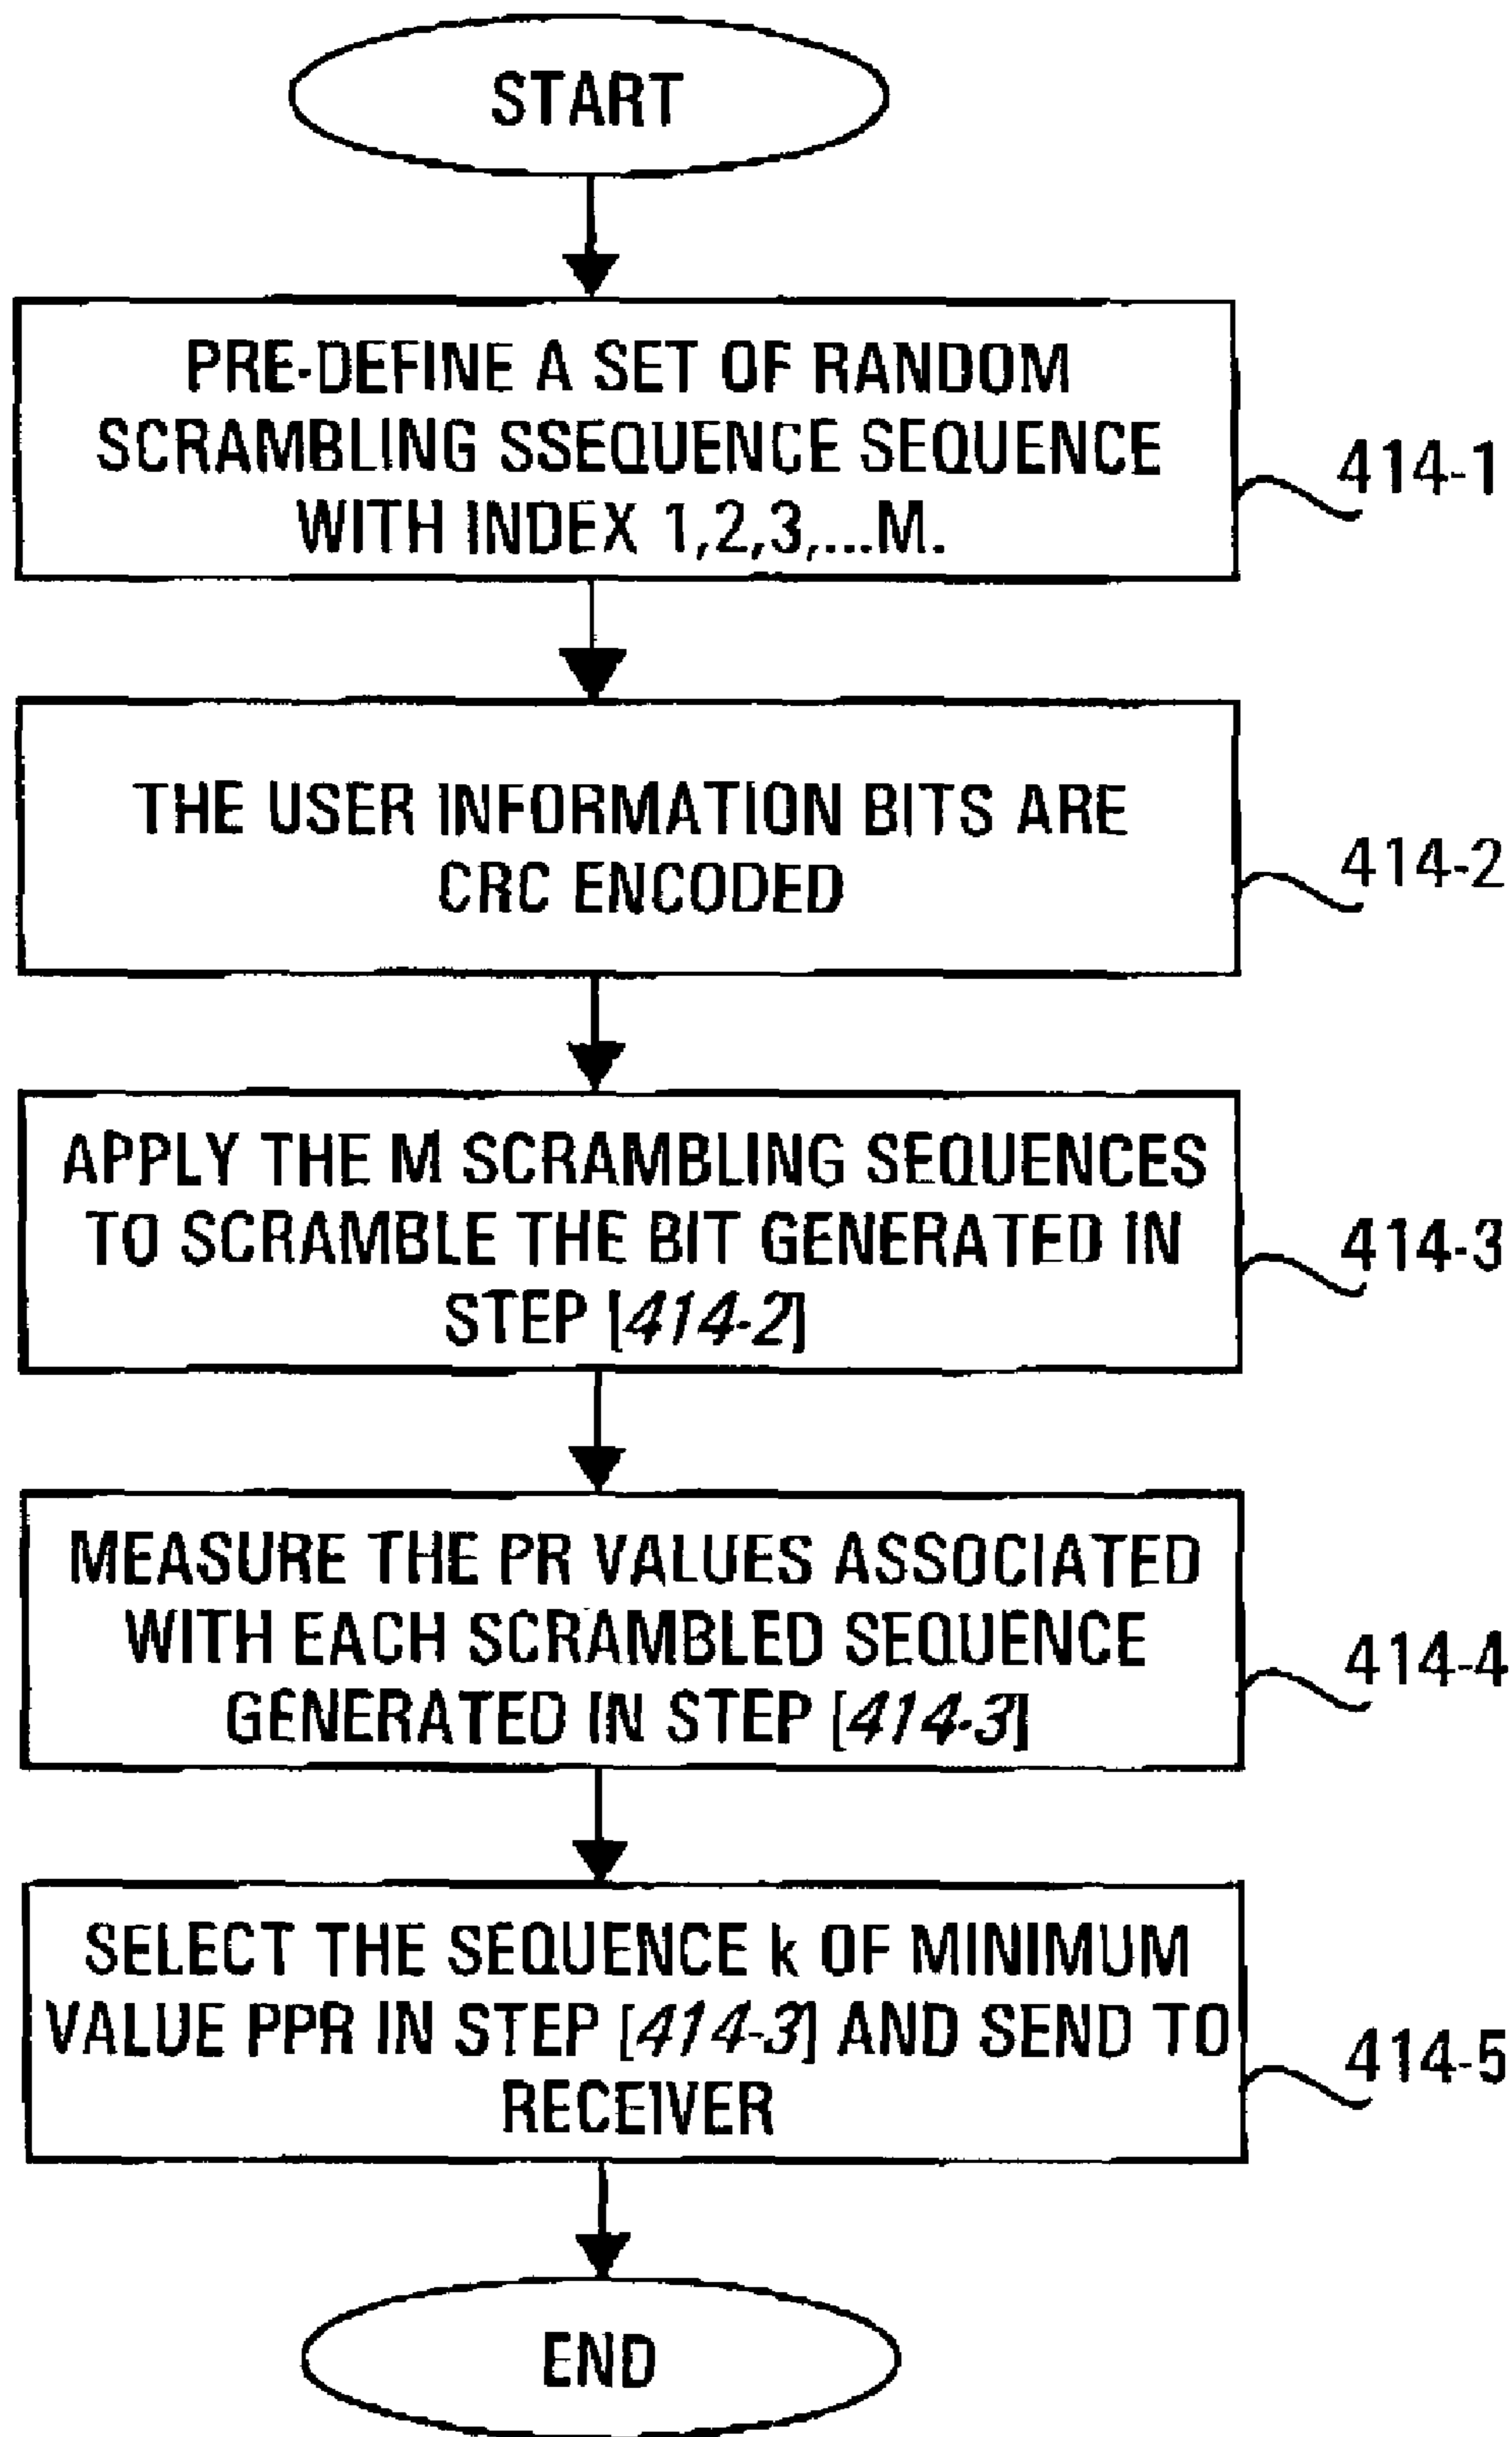 START
PRE-DEFINE A SET OF RANDOM
SCRAMBLING SSEQUENCE SEQUENCE
WITH INDEX 1,2,3,...M.
414-1
THE USER INFORMATION BITS ARE
CRC ENCODED
414-2
APPLY THE M SCRAMBLING SEQUENCES
TO SCRAMBLE THE BIT GENERATED IN
STEP [414-2]
414-3
MEASURE THE PR VALUES ASSOCIATED
WITH EACH SCRAMBLED SEQUENCE
GENERATED IN STEP [414-3]
414-4
SELECT THE SEQUENCE k OF MINIMUM
VALUE PPR IN STEP [414-3] AND SEND TO
RECEIVER
414-5
END